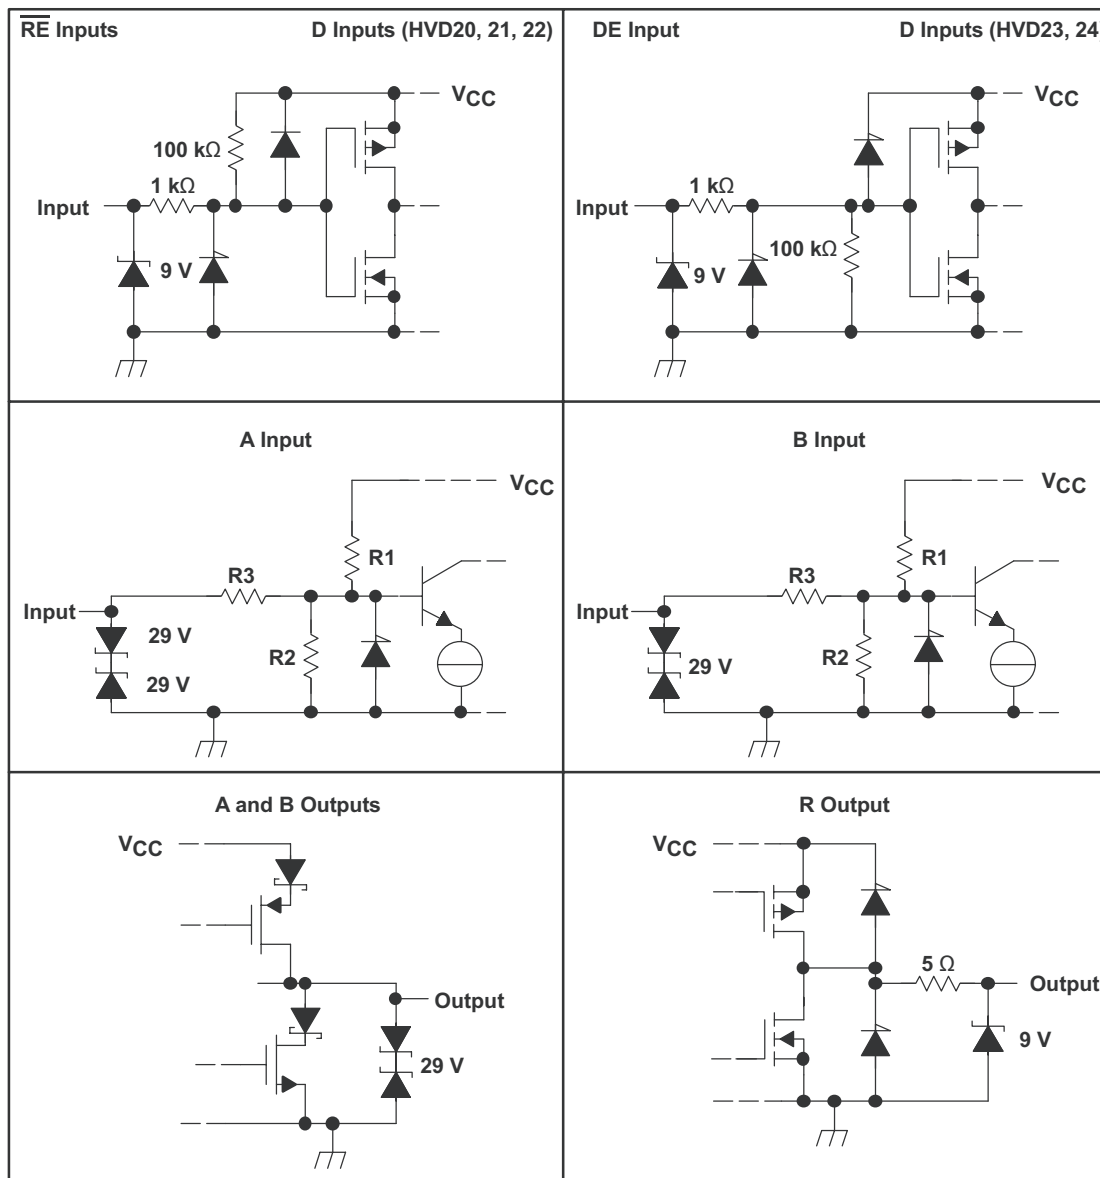 R̅E̅ Inputs D Inputs (HVD20, 21, 22)
VCC
100 kΩ
1 kΩ
Input
9 V
DE Input D Inputs (HVD23, 24)
VCC
1 kΩ
Input
100 kΩ
9 V
A Input
VCC
R1
R3
Input
29 V
R2
29 V
B Input
VCC
R1
R3
Input
R2
29 V
A and B Outputs
VCC
Output
29 V
R Output
VCC
5 Ω
Output
9 V